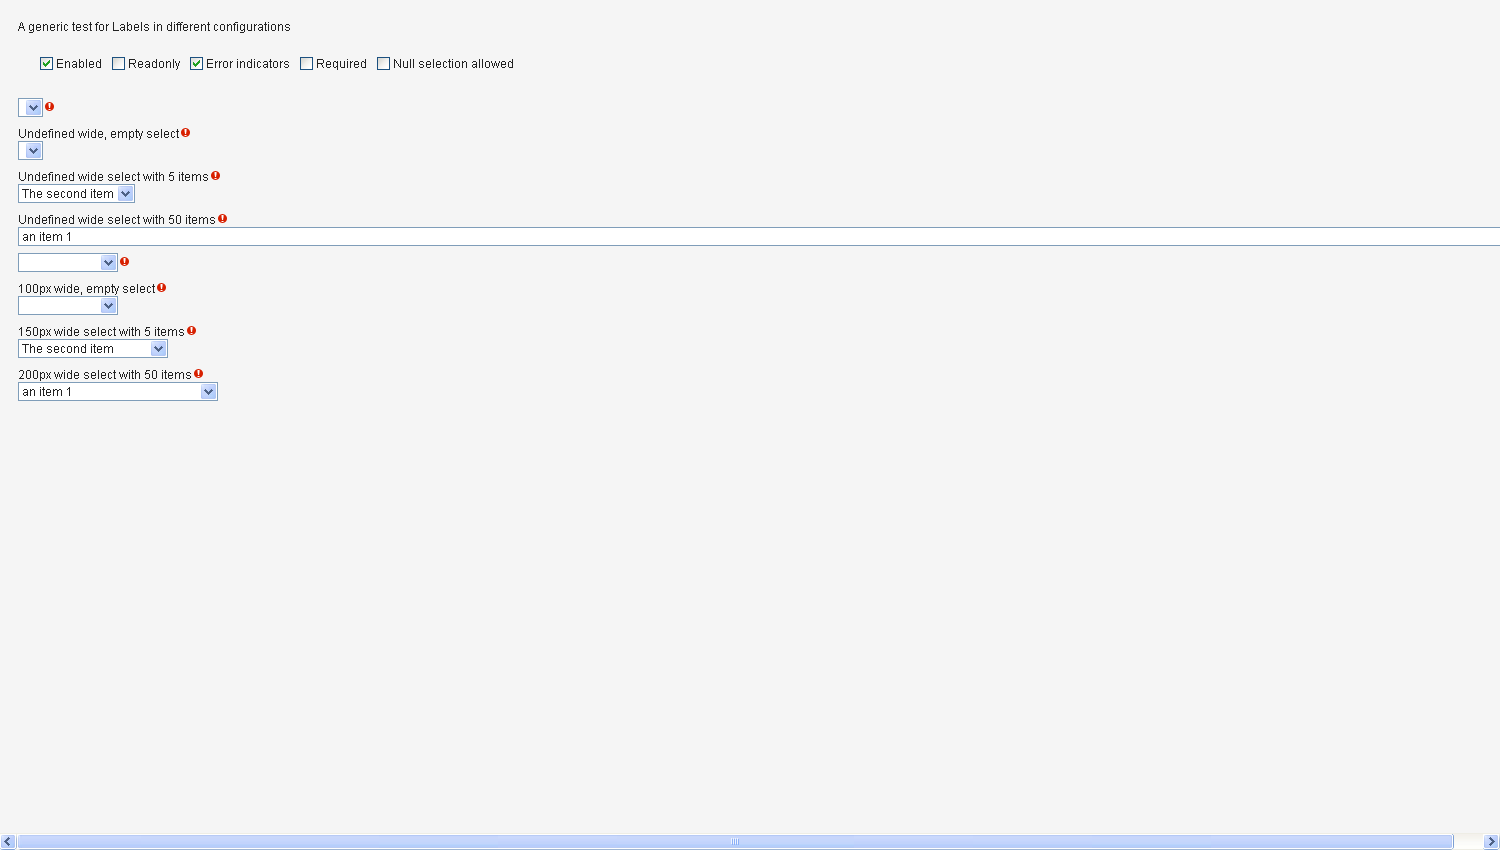 A generic test for Labels in different configurations
Enabled Readonly Error indicators Required Null selection allowed
Undefined wide, empty select
Undefined wide select with 5 items
The second item
Undefined wide select with 50 items
an item 1
100px wide, empty select
150px wide select with 5 items
The second item
200px wide select with 50 items
an item 1